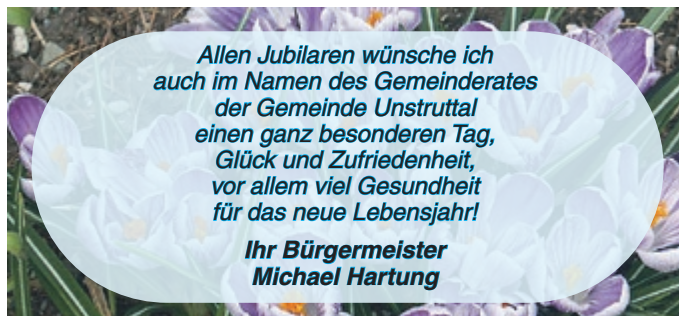 Allen Jubilaren wünsche ich
auch im Namen des Gemeinderates
der Gemeinde Unstruttal
einen ganz besonderen Tag,
Glück und Zufriedenheit,
vor allem viel Gesundheit
für das neue Lebensjahr!
Ihr Bürgermeister
Michael Hartung